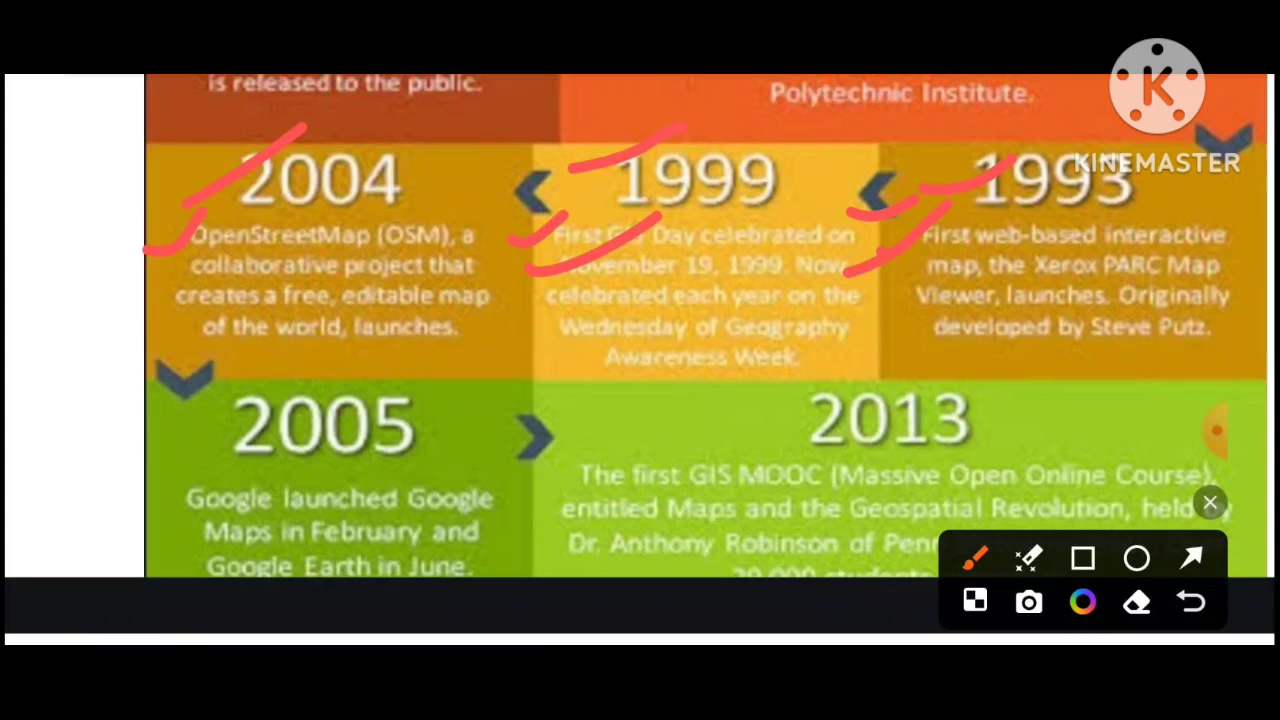 is released to the public.
Polytechnic Institute.
KINEMASTER
2004
OpenStreetMap (OSM), a
collaborative project that
creates a free, editable map
of the world, launches.
1999
First GIS Day celebrated on
November 19, 1999. Now
celebrated each year on the
Wednesday of Geography
Awareness Week.
1993
First web-based interactive
map, the Xerox PARC Map
Viewer, launches. Originally
developed by Steve Putz.
2005
Google launched Google
Maps in February and
Google Earth in June.
2013
The first GIS MOOC (Massive Open Online Course),
entitled Maps and the Geospatial Revolution, held
Dr. Anthony Robinson of
students